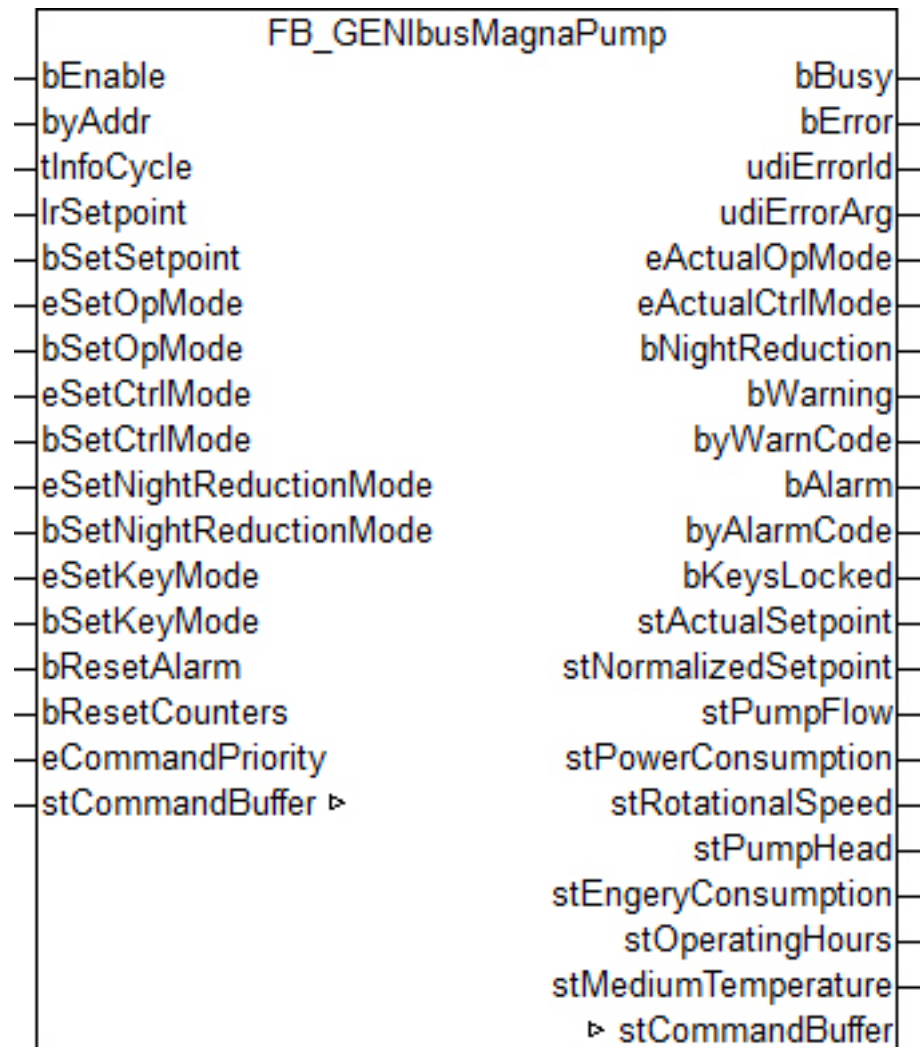 FB_GENIbusMagnaPump
bEnable bBusy
byAddr bError
tInfoCycle udiErrorId
lrSetpoint udiErrorArg
bSetSetpoint eActualOpMode
eSetOpMode eActualCtrlMode
bSetOpMode bNightReduction
eSetCtrlMode bWarning
bSetCtrlMode byWarnCode
eSetNightReductionMode bAlarm
bSetNightReductionMode byAlarmCode
eSetKeyMode bKeysLocked
bSetKeyMode stActualSetpoint
bResetAlarm stNormalizedSetpoint
bResetCounters stPumpFlow
eCommandPriority stPowerConsumption
stCommandBuffer ▷ stRotationalSpeed
stPumpHead
stEngeryConsumption
stOperatingHours
stMediumTemperature
▷ stCommandBuffer